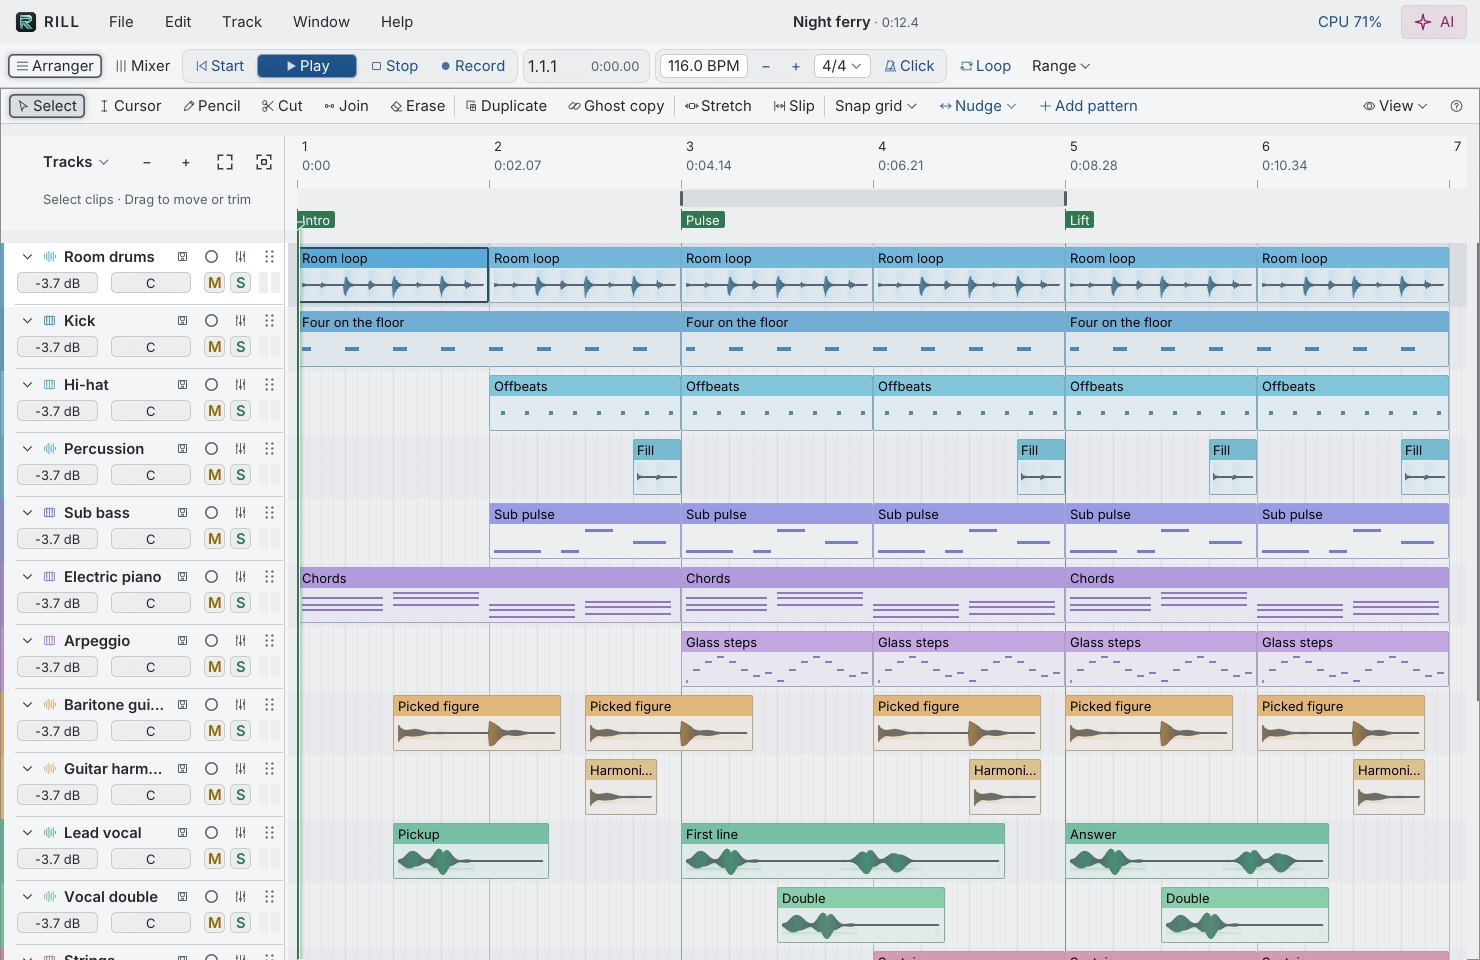 RILL File Edit Track Window Help Night ferry · 0:12.4 CPU 71% AI
Arranger Mixer Start Play Stop Record 1.1.1 0:00.00 116.0 BPM − + 4/4 Click Loop Range
Select Cursor Pencil Cut Join Erase Duplicate Ghost copy Stretch Slip Snap grid Nudge + Add pattern View
1 2 3 4 5 6 7
Tracks − +
0:00 0:02.07 0:04.14 0:06.21 0:08.28 0:10.34
Select clips · Drag to move or trim
Intro Pulse Lift
Room drums Room loop Room loop Room loop Room loop Room loop Room loop
-3.7 dB C M S
Kick Four on the floor Four on the floor Four on the floor
-3.7 dB C M S
Hi-hat Offbeats Offbeats Offbeats Offbeats Offbeats
-3.7 dB C M S
Percussion Fill Fill Fill Fill
-3.7 dB C M S
Sub bass Sub pulse Sub pulse Sub pulse Sub pulse Sub pulse
-3.7 dB C M S
Electric piano Chords Chords Chords
-3.7 dB C M S
Arpeggio Glass steps Glass steps Glass steps Glass steps
-3.7 dB C M S
Baritone gui... Picked figure Picked figure Picked figure Picked figure Picked figure
-3.7 dB C M S
Guitar harm... Harmoni... Harmoni... Harmoni...
-3.7 dB C M S
Lead vocal Pickup First line Answer
-3.7 dB C M S
Vocal double Double Double
-3.7 dB C M S
Strings